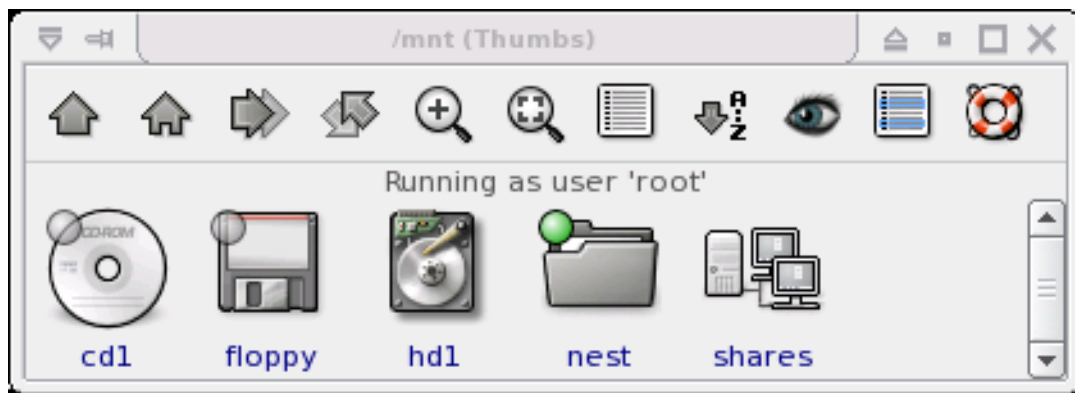 /mnt (Thumbs)
A
Z
Running as user 'root'
CD-ROM
cd1 floppy hd1 nest shares